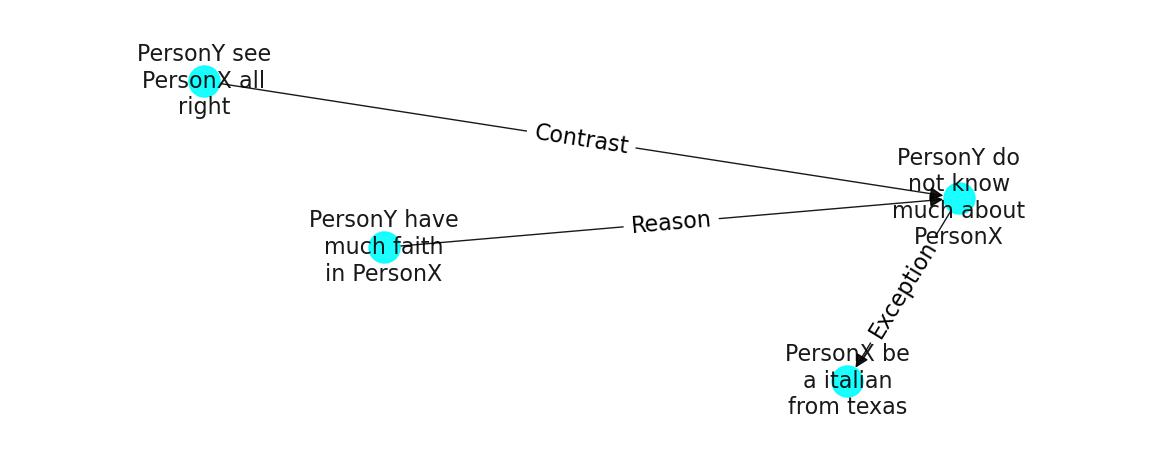 PersonY see
PersonX all
right
Contrast
PersonY do
not know
much about
PersonX
PersonY have
much faith
in PersonX
Reason
Exception
PersonX be
a italian
from texas